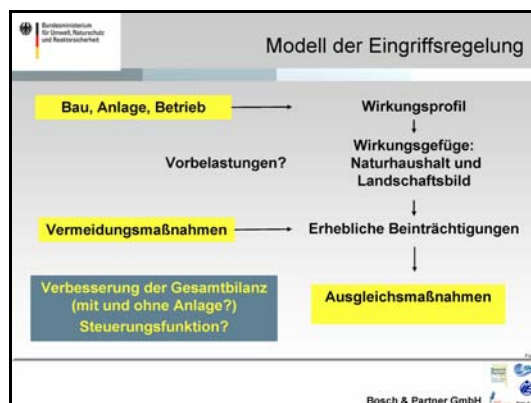 Bundesministerium
für Umwelt, Naturschutz
und Reaktorsicherheit
Modell der Eingriffsregelung
Bau, Anlage, Betrieb
Wirkungsprofil
Vorbelastungen?
Wirkungsgefüge:
Naturhaushalt und
Landschaftsbild
Vermeidungsmaßnahmen
Erhebliche Beinträchtigungen
Verbesserung der Gesamtbilanz
(mit und ohne Anlage?)
Steuerungsfunktion?
Ausgleichsmaßnahmen
Bosch & Partner GmbH